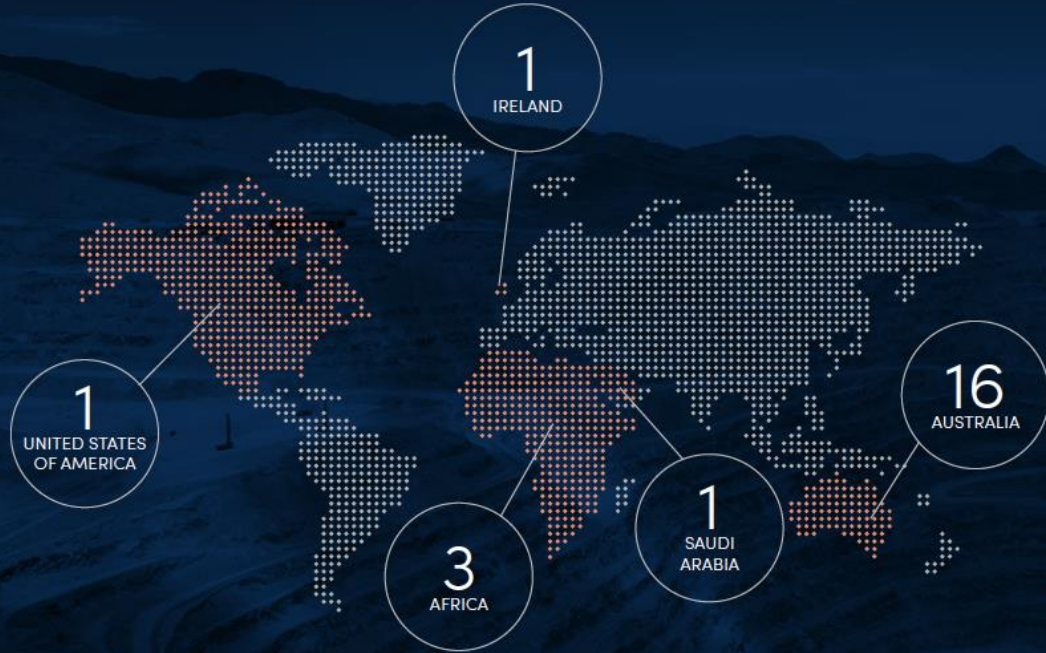 1
IRELAND
1
UNITED STATES
OF AMERICA
16
AUSTRALIA
3
AFRICA
1
SAUDI
ARABIA